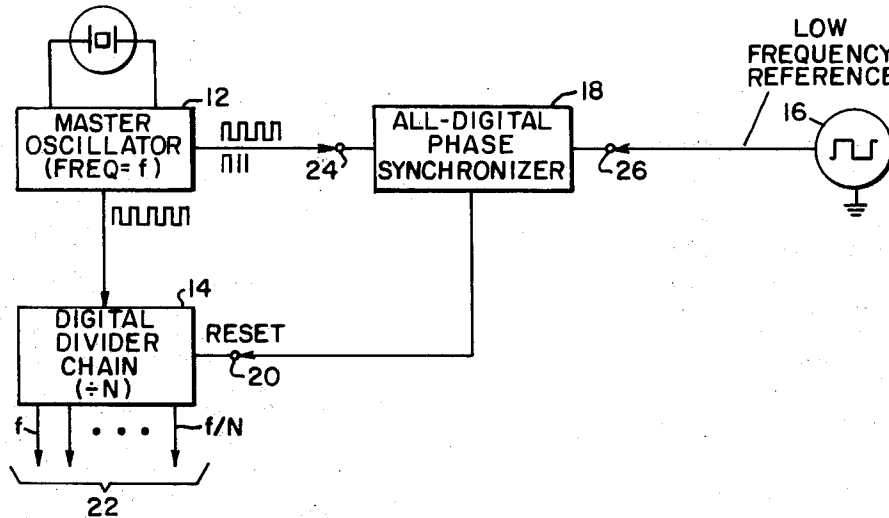 LOW
FREQUENCY
REFERENCE
12
18
16
MASTER
OSCILLATOR
(FREQ= f)
ALL-DIGITAL
PHASE
SYNCHRONIZER
24
26
14
DIGITAL
DIVIDER
CHAIN
(÷N)
RESET
20
f
• • •
f/N
22